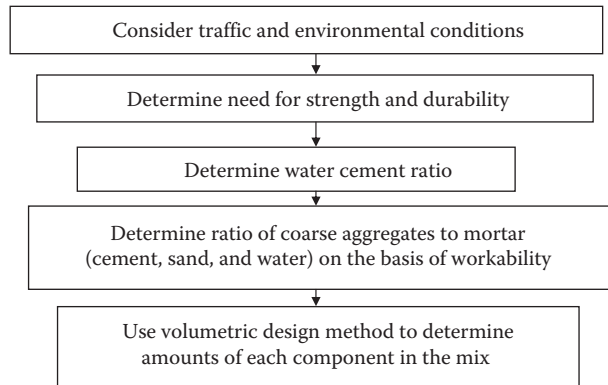 Consider traffic and environmental conditions
Determine need for strength and durability
Determine water cement ratio
Determine ratio of coarse aggregates to mortar
(cement, sand, and water) on the basis of workability
Use volumetric design method to determine
amounts of each component in the mix